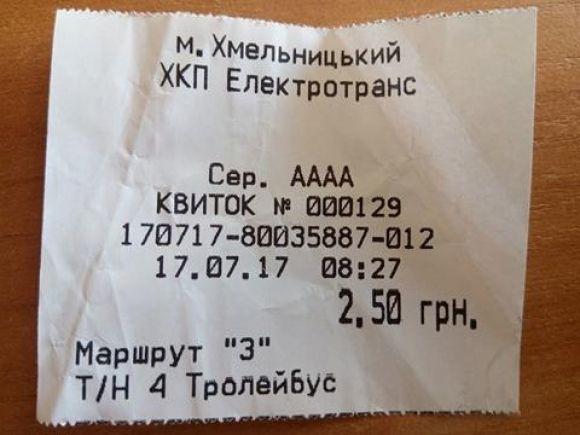 м. Хмельницький
ХКП Електротранс
Сер. АААА
КВИТОК № 000129
170717-80035887-012
17.07.17 08:27
2,50 грн.
Маршрут "3"
Т/Н 4 Тролейбус